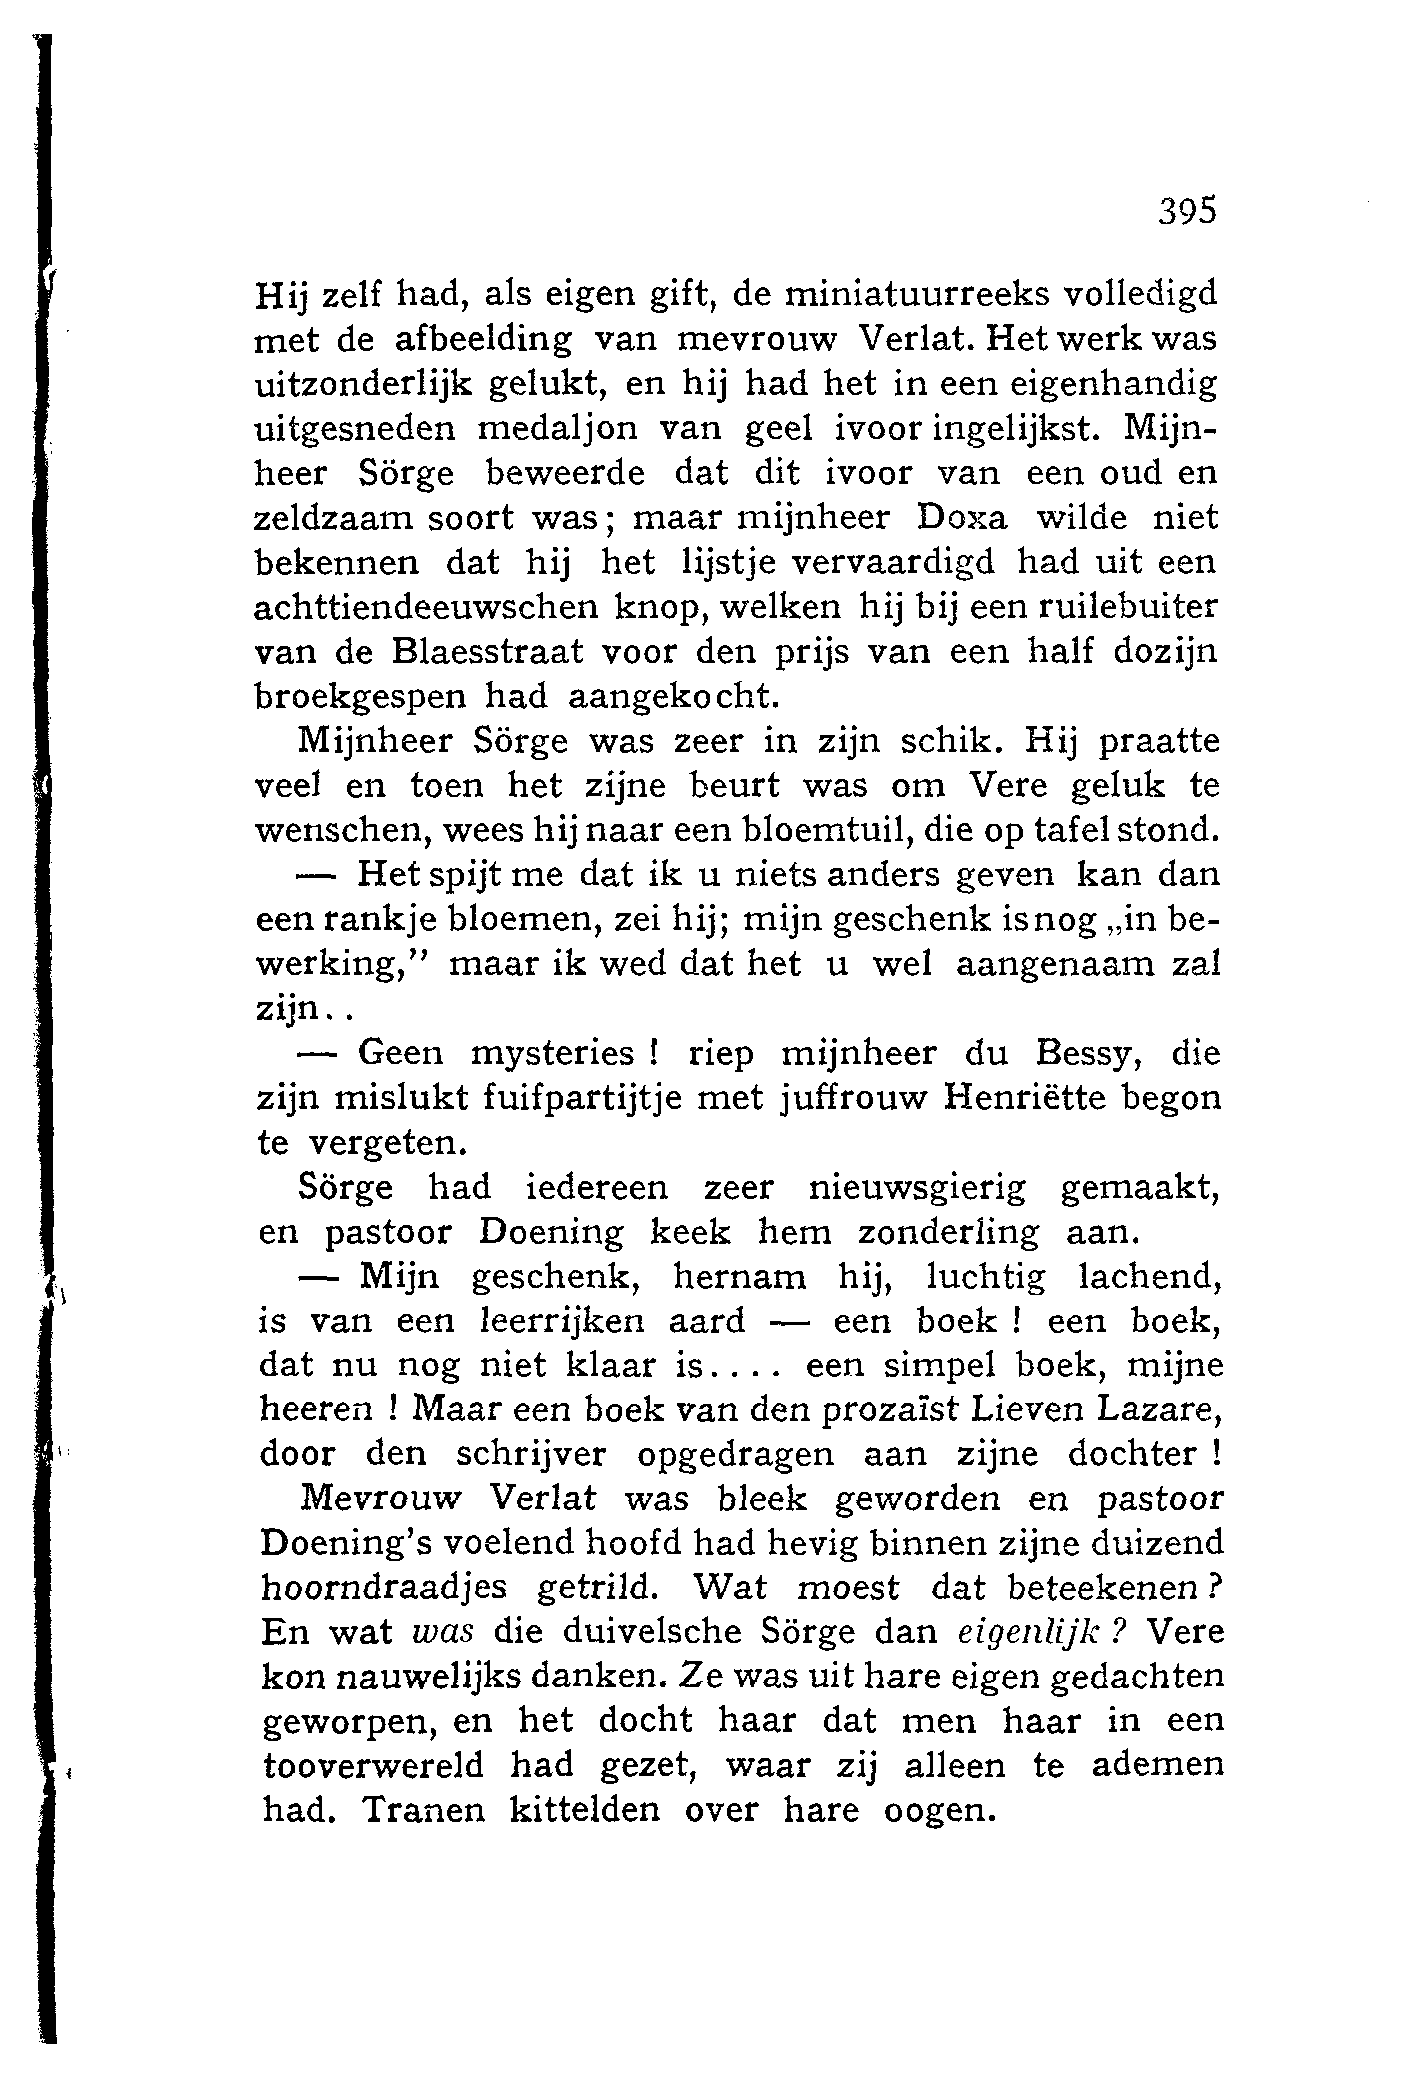 395
Hij zelf had, als eigen gift, de miniatuurreeks volledigd
met de afbeelding van mevrouw Verlat. Het werk was
uitzonderlijk gelukt, en hij had het in een eigenhandig
uitgesneden medaljon van geel ivoor ingelijkst. Mijn-
heer Sörge beweerde dat dit ivoor van een oud en
zeldzaam soort was; maar mijnheer Doxa wilde niet
bekennen dat hij het lijstje vervaardigd had uit een
achttiendeeuwschen knop, welken hij bij een ruilebuiter
van de Blaesstraat voor den prijs van een half dozijn
broekgespen had aangekocht.
Mijnheer Sörge was zeer in zijn schik. Hij praatte
veel en toen het zijne beurt was om Vere geluk te
wenschen, wees hij naar een bloemtuil, die op tafel stond.
— Het spijt me dat ik u niets anders geven kan dan
een rankje bloemen, zei hij; mijn geschenk is nog „in be-
werking,” maar ik wed dat het u wel aangenaam zal
zijn..
— Geen mysteries ! riep mijnheer du Bessy, die
zijn mislukt fuifpartijtje met juffrouw Henriëtte begon
te vergeten.
Sörge had iedereen zeer nieuwsgierig gemaakt,
en pastoor Doening keek hem zonderling aan.
— Mijn geschenk, hernam hij, luchtig lachend,
is van een leerrijken aard — een boek ! een boek,
dat nu nog niet klaar is.... een simpel boek, mijne
heeren ! Maar een boek van den prozaïst Lieven Lazare,
door den schrijver opgedragen aan zijne dochter !
Mevrouw Verlat was bleek geworden en pastoor
Doening's voelend hoofd had hevig binnen zijne duizend
hoorndraadjes getrild. Wat moest dat beteekenen ?
En wat was die duivelsche Sörge dan eigenlijk ? Vere
kon nauwelijks danken. Ze was uit hare eigen gedachten
geworpen, en het docht haar dat men haar in een
tooverwereld had gezet, waar zij alleen te ademen
had. Tranen kittelden over hare oogen.